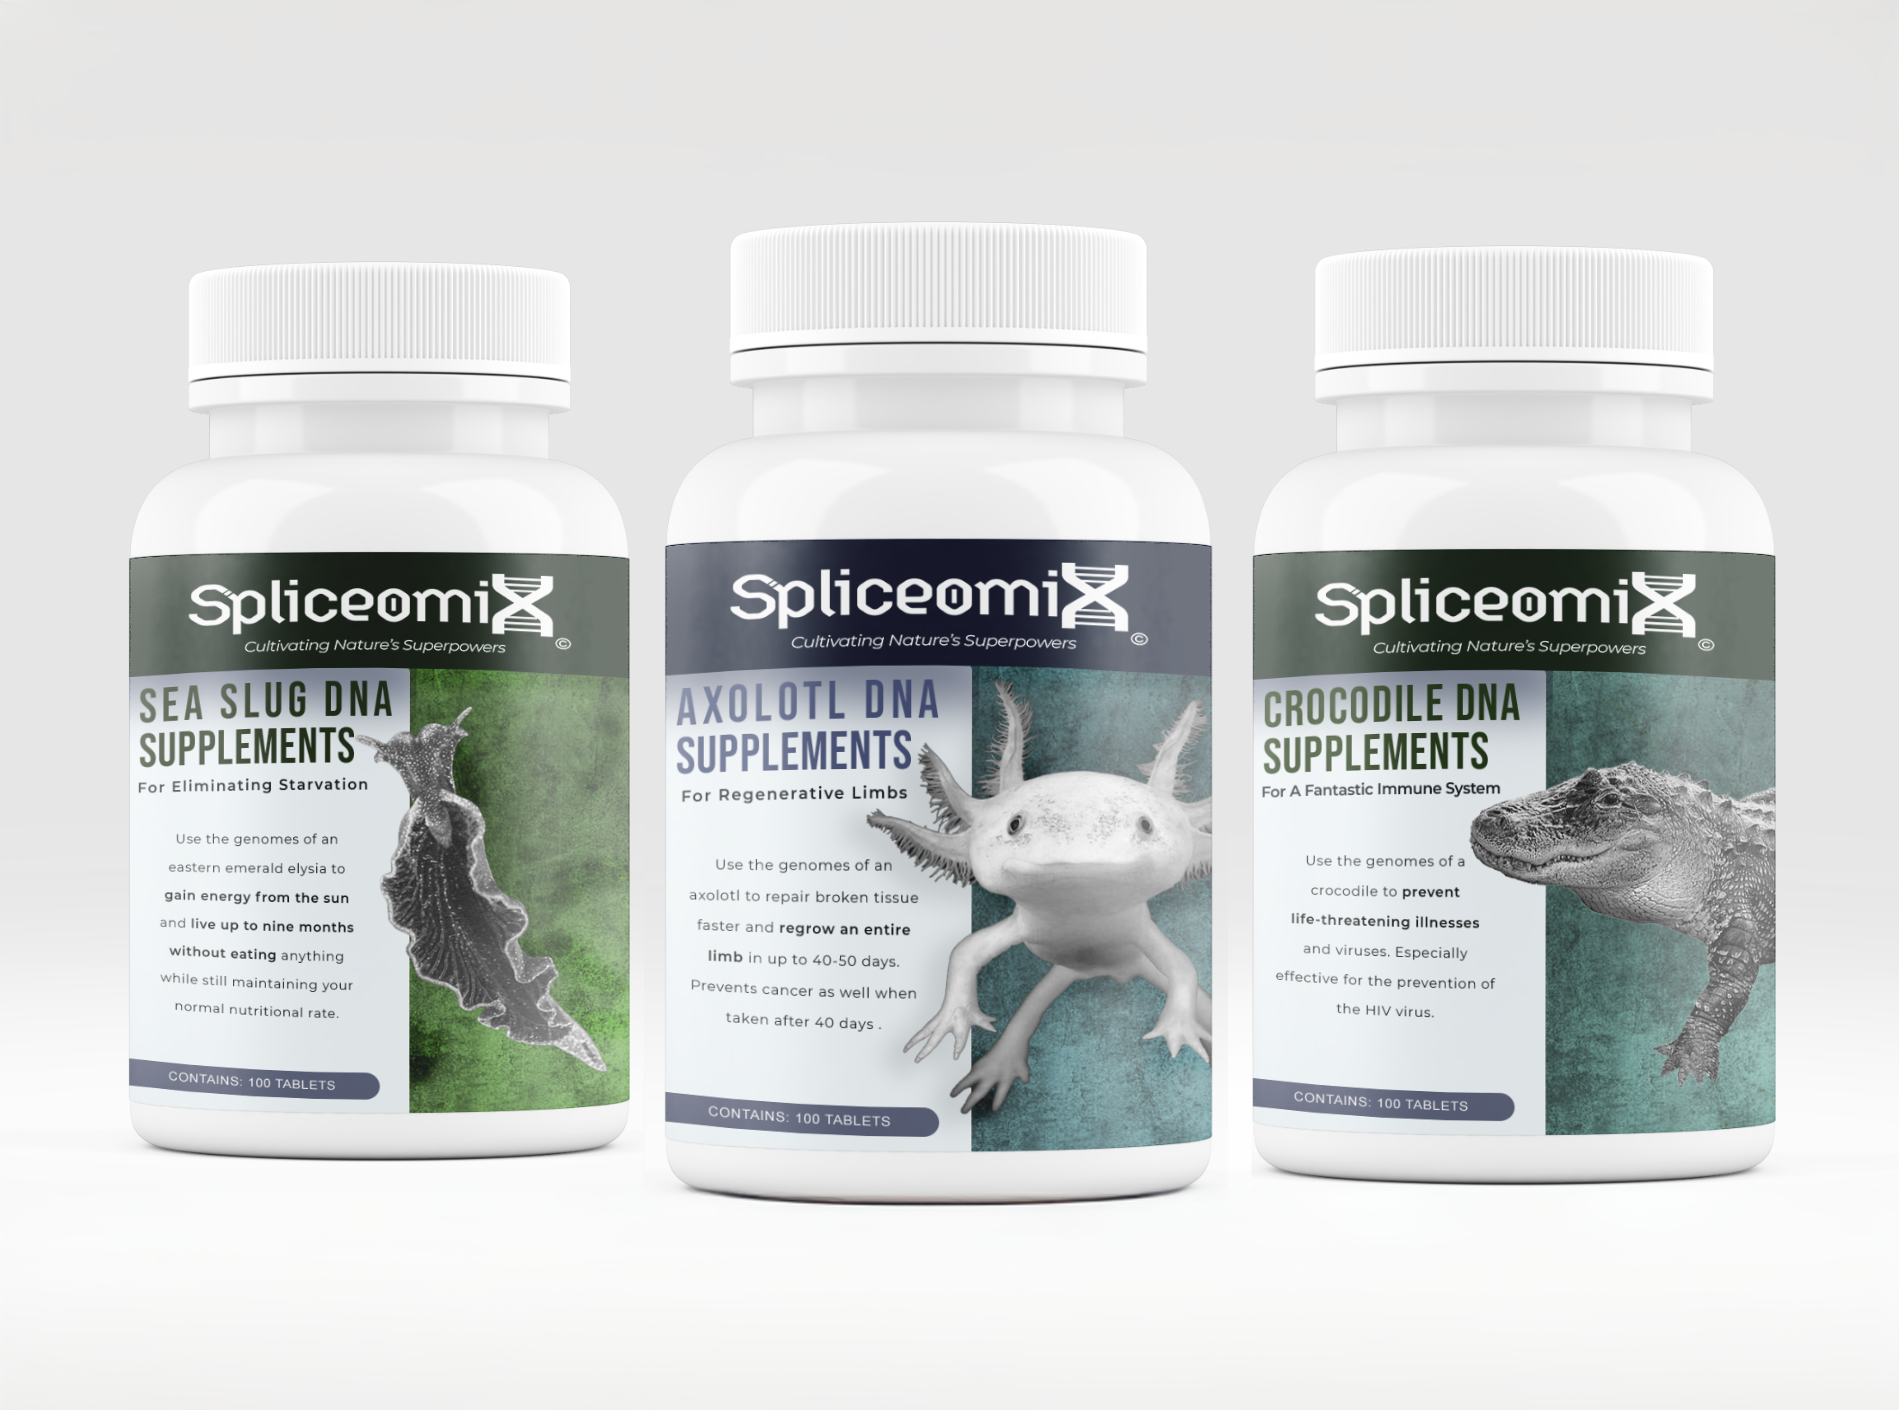 Spliceomix
Cultivating Nature's Superpowers
©
SEA SLUG DNA
SUPPLEMENTS
For Eliminating Starvation
Use the genomes of an
eastern emerald elysia to
gain energy from the sun
and live up to nine months
without eating anything
while still maintaining your
normal nutritional rate.
CONTAINS: 100 TABLETS
Spliceomix
Cultivating Nature's Superpowers
©
AXOLOTL DNA
SUPPLEMENTS
For Regenerative Limbs
Use the genomes of an
axolotl to repair broken tissue
faster and regrow an entire
limb in up to 40-50 days.
Prevents cancer as well when
taken after 40 days .
CONTAINS: 100 TABLETS
Spliceomix
Cultivating Nature's Superpowers
©
CROCODILE DNA
SUPPLEMENTS
For A Fantastic Immune System
Use the genomes of a
crocodile to prevent
life-threatening illnesses
and viruses. Especially
effective for the prevention of
the HIV virus.
CONTAINS: 100 TABLETS